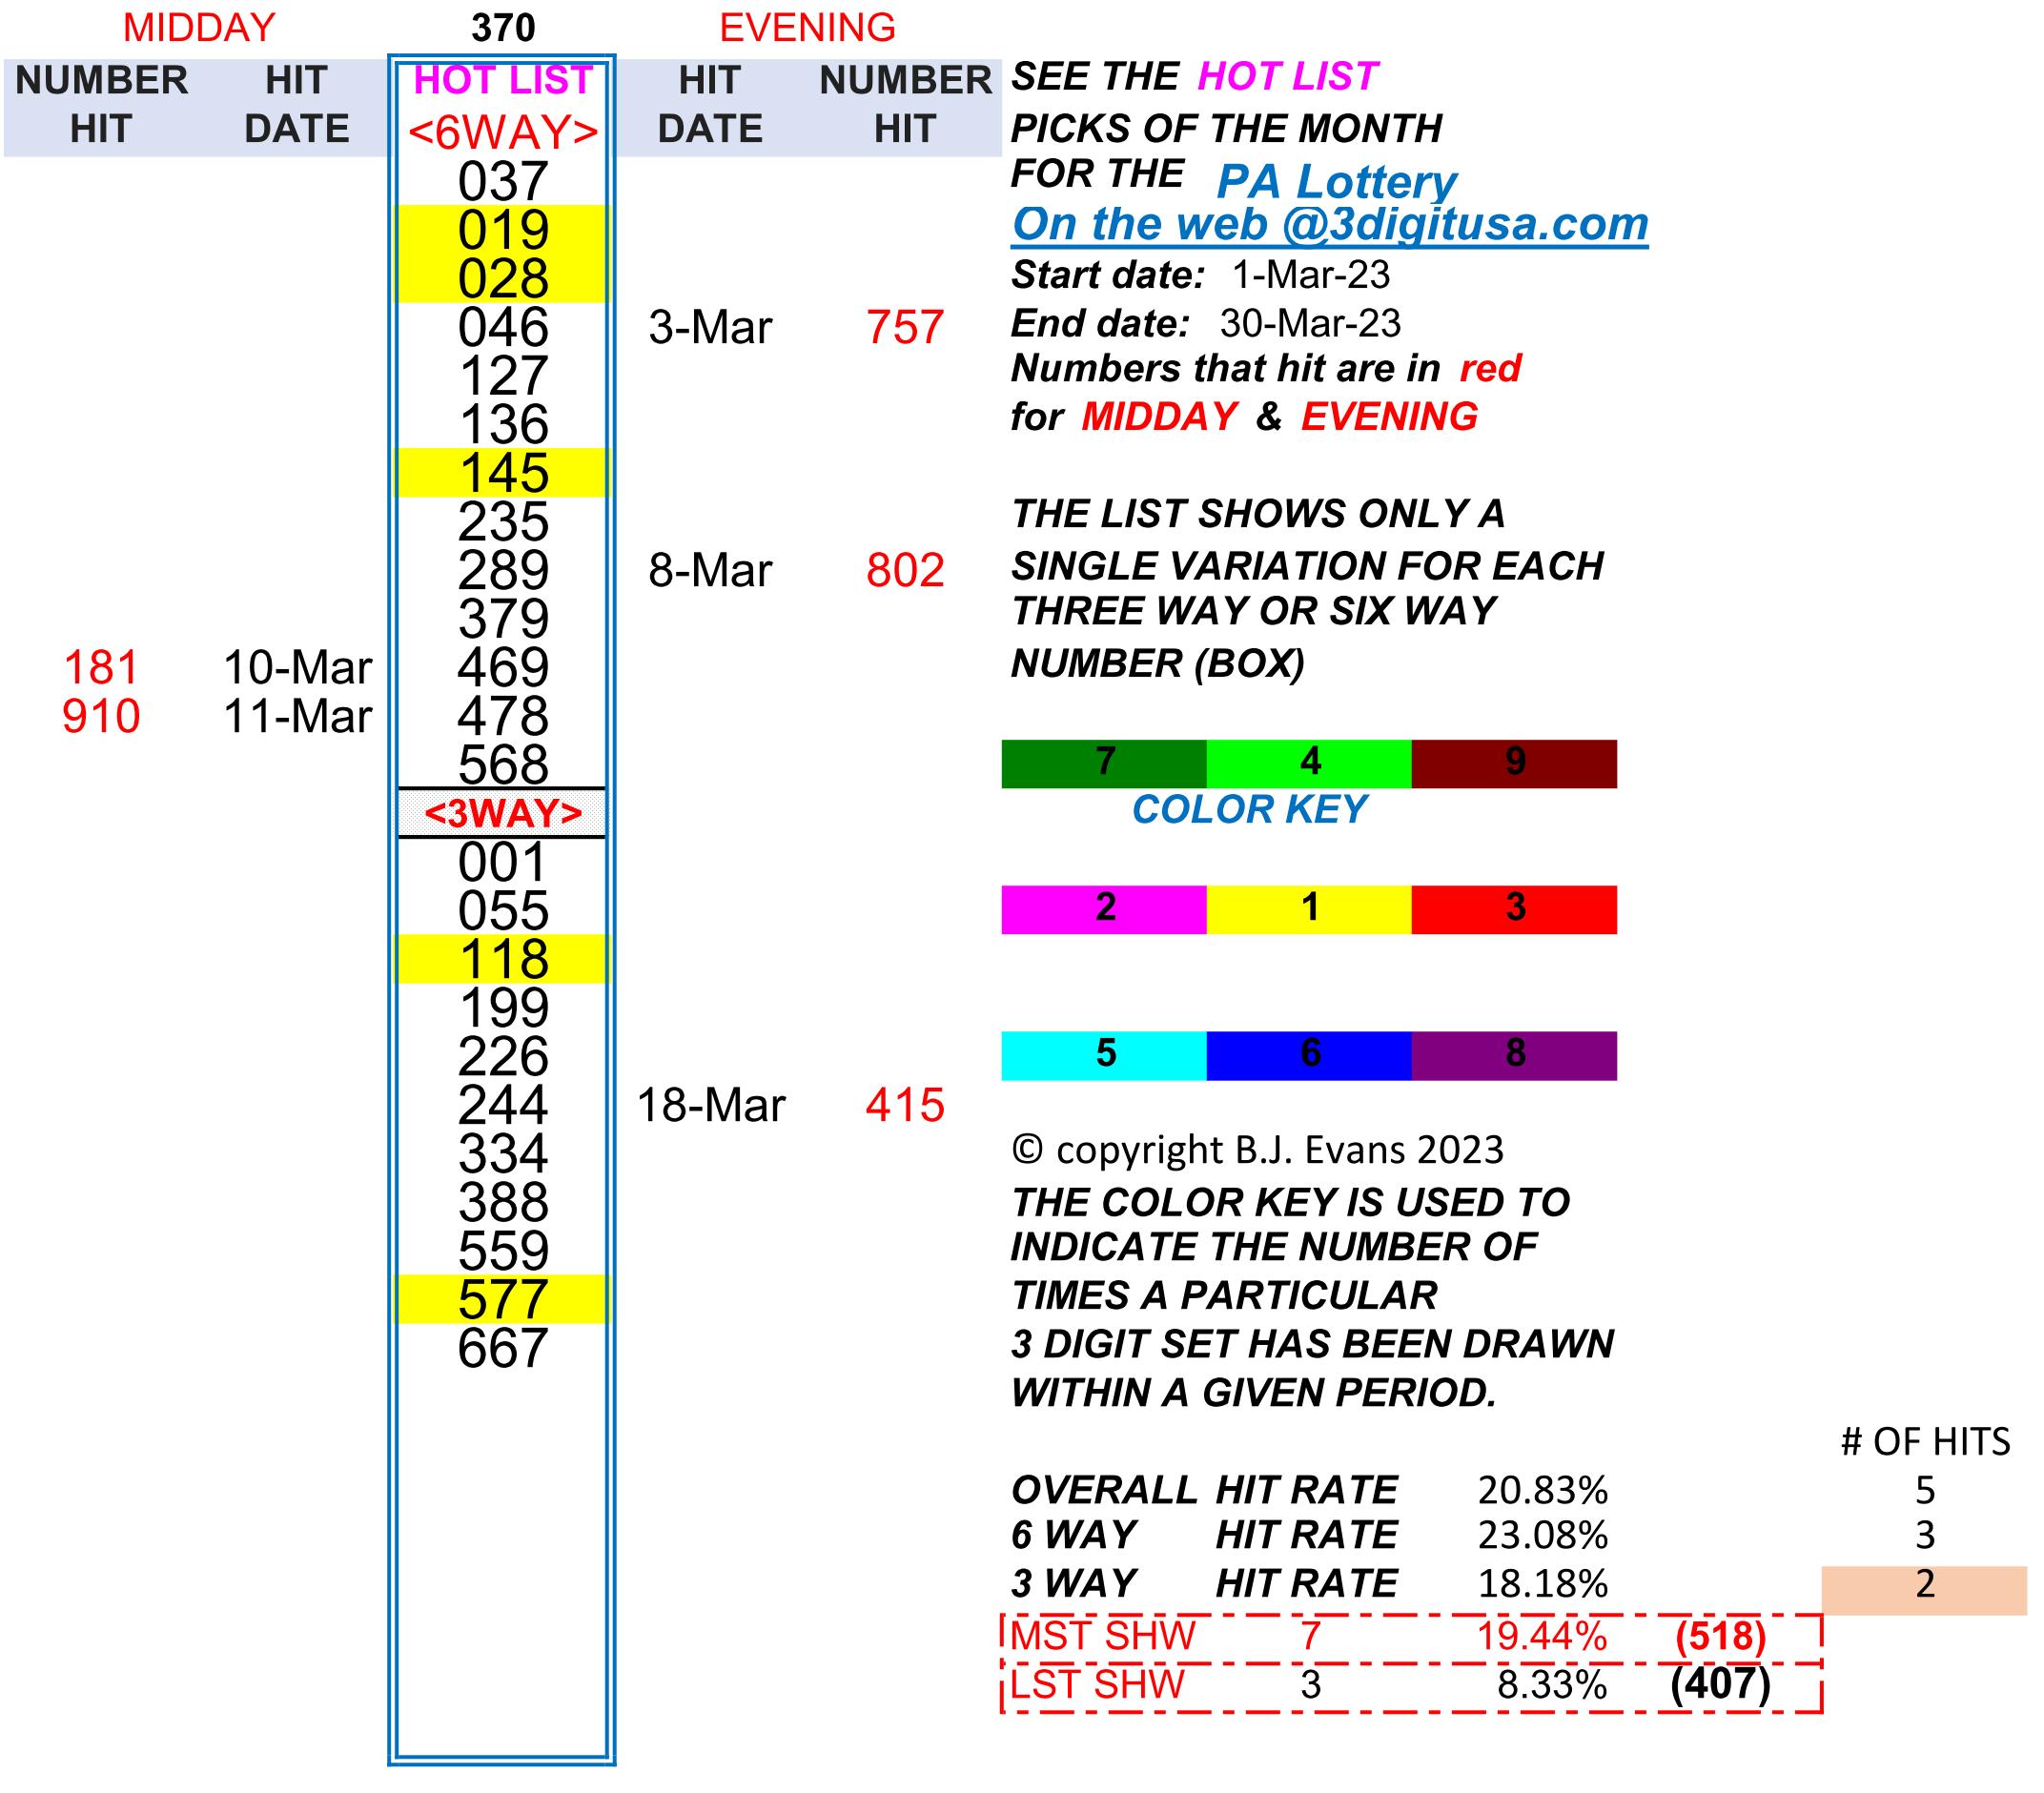 MIDDAY 370 EVENING
NUMBER HIT HOT LIST HIT NUMBER SEE THE HOT LIST
HIT DATE <6WAY> DATE HIT PICKS OF THE MONTH
037 FOR THE PA Lottery
019 On the web @3digitusa.com
028 Start date: 1-Mar-23
046 3-Mar 757 End date: 30-Mar-23
127 Numbers that hit are in red
136 for MIDDAY & EVENING
145
235 THE LIST SHOWS ONLY A
289 8-Mar 802 SINGLE VARIATION FOR EACH
379 THREE WAY OR SIX WAY
181 10-Mar 469 NUMBER (BOX)
910 11-Mar 478
568 7 4 9
<3WAY> COLOR KEY
001
055 2 1 3
118
199
226 5 6 8
244 18-Mar 415
334 © copyright B.J. Evans 2023
388 THE COLOR KEY IS USED TO
559 INDICATE THE NUMBER OF
577 TIMES A PARTICULAR
667 3 DIGIT SET HAS BEEN DRAWN
WITHIN A GIVEN PERIOD.
# OF HITS
OVERALL HIT RATE 20.83% 5
6 WAY HIT RATE 23.08% 3
3 WAY HIT RATE 18.18% 2
MST SHW 7 19.44% (518)
LST SHW 3 8.33% (407)